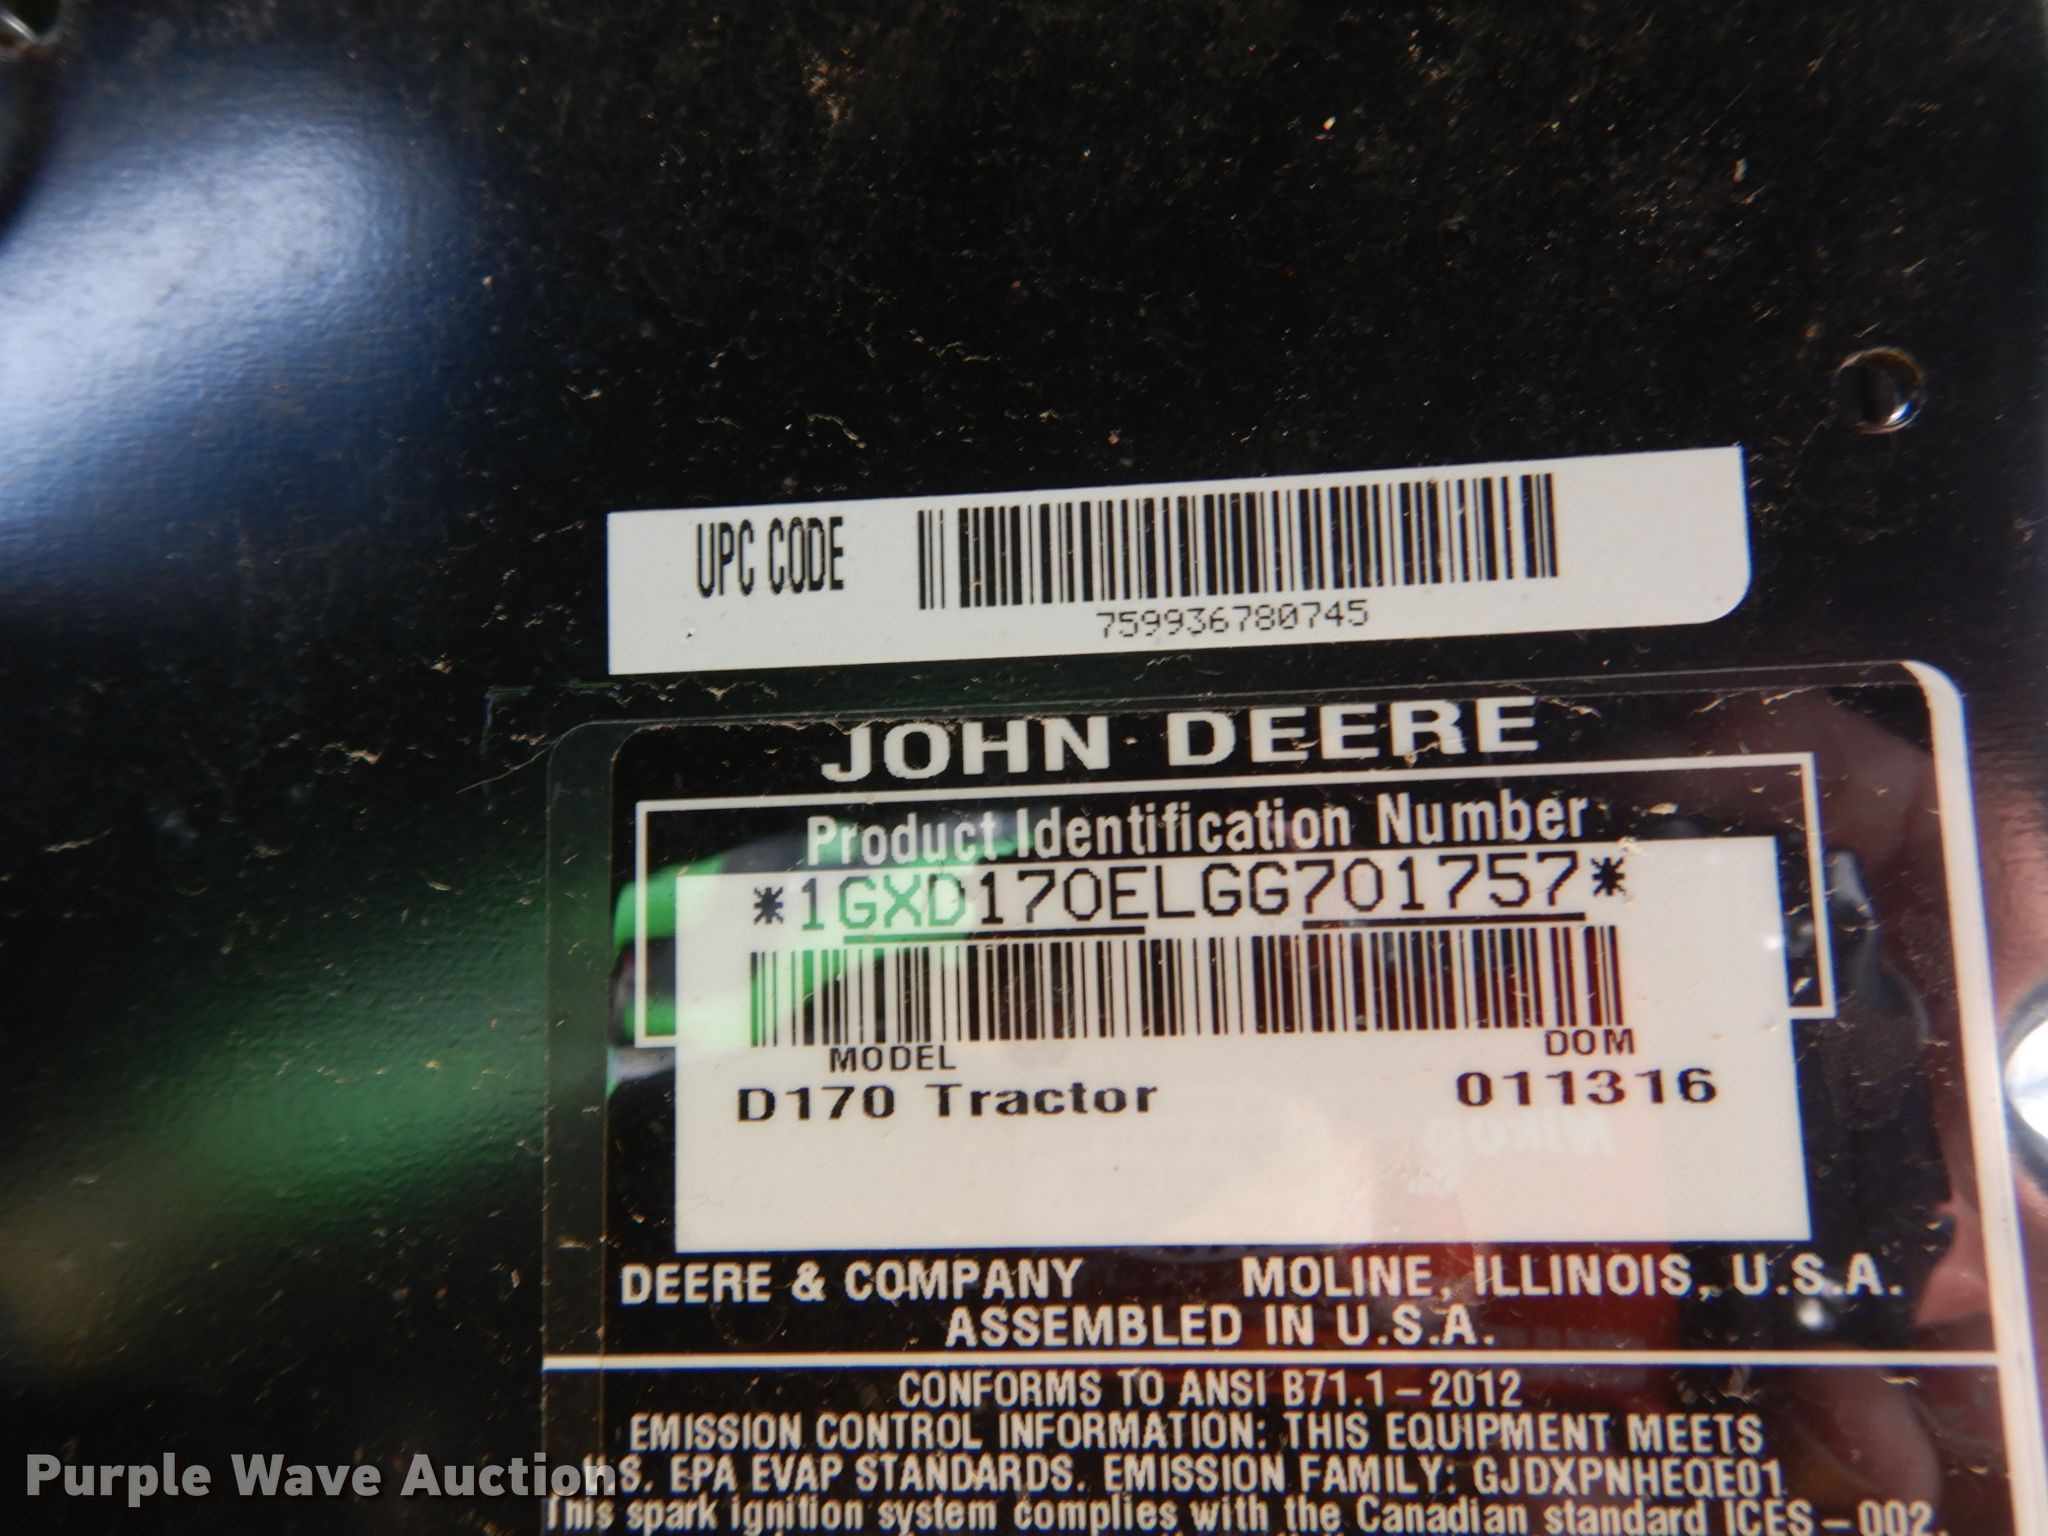 UPC CODE
759936780745
JOHN DEERE
Product Identification Number
*1GXD170ELGG701757*
MODEL DOM
D170 Tractor 011316
DEERE & COMPANY MOLINE, ILLINOIS, U.S.A.
ASSEMBLED IN U.S.A.
CONFORMS TO ANSI B71.1-2012
EMISSION CONTROL INFORMATION: THIS EQUIPMENT MEETS
U.S. EPA EVAP STANDARDS. EMISSION FAMILY: GJDXPNHEQE01
This spark ignition system complies with the Canadian standard ICES-002
Purple Wave Auction